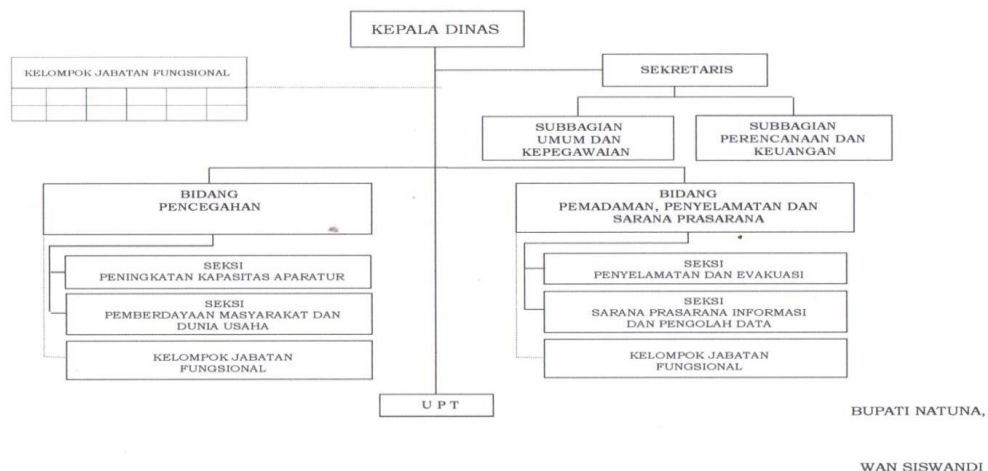 KEPALA DINAS
KELOMPOK JABATAN FUNGSIONAL
SEKRETARIS
SUBBAGIAN
UMUM DAN
KEPEGAWAIAN
SUBBAGIAN
PERENCANAAN DAN
KEUANGAN
BIDANG
PENCEGAHAN
SEKSI
PENINGKATAN KAPASITAS APARATUR
SEKSI
PEMBERDAYAAN MASYARAKAT DAN
DUNIA USAHA
KELOMPOK JABATAN
FUNGSIONAL
BIDANG
PEMADAMAN, PENYELAMATAN DAN
SARANA PRASARANA
SEKSI
PENYELAMATAN DAN EVAKUASI
SEKSI
SARANA PRASARANA INFORMASI
DAN PENGOLAH DATA
KELOMPOK JABATAN
FUNGSIONAL
U P T
BUPATI NATUNA,
WAN SISWANDI